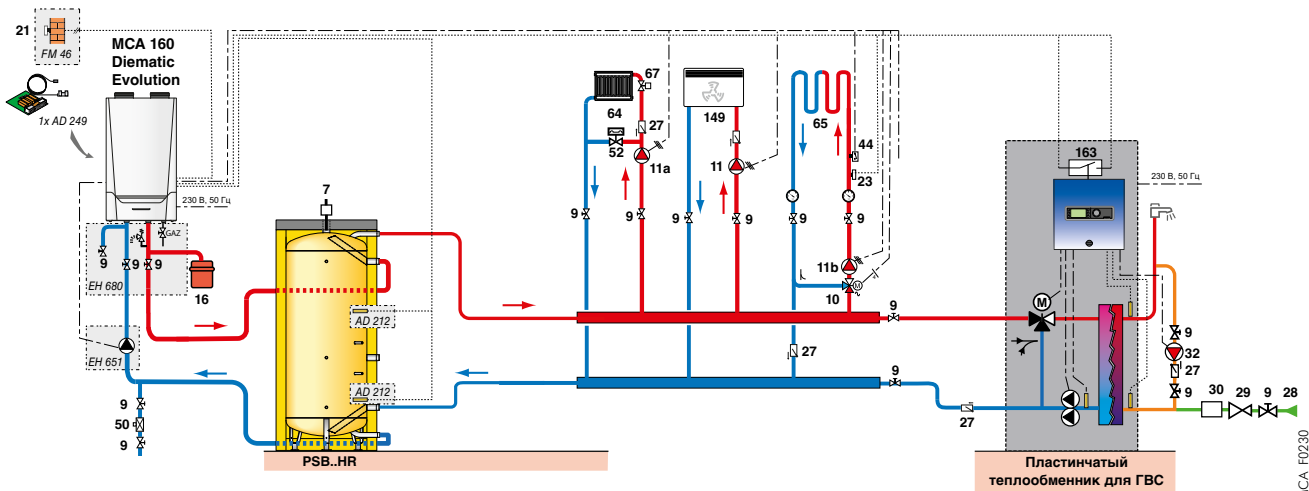 21
FM 46
MCA 160
Diematic
Evolution
1x AD 249
230 В, 50 Гц
GAZ
9
9
9
EH 680
16
EH 651
9
50
9
7
AD 212
AD 212
PSB..HR
64
67
27
52
11a
9
9
149
11
9
9
65
44
23
9
9
11b
M
10
27
9
9
27
163
230 В, 50 Гц
M
9
32
27
9
30
29
9
28
Пластинчатый
теплообменник для ГВС
CA_F0230